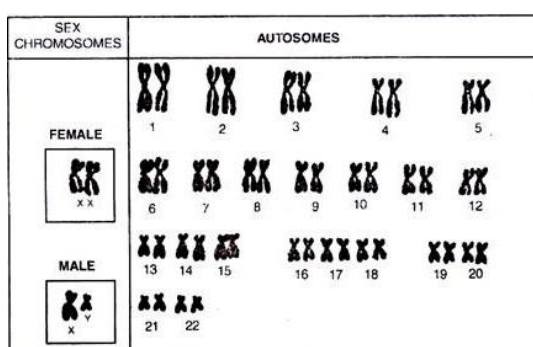 SEX
CHROMOSOMES
AUTOSOMES
1 2 3 4 5
FEMALE
X X
6 7 8 9 10 11 12
MALE
13 14 15 16 17 18 19 20
X Y
21 22